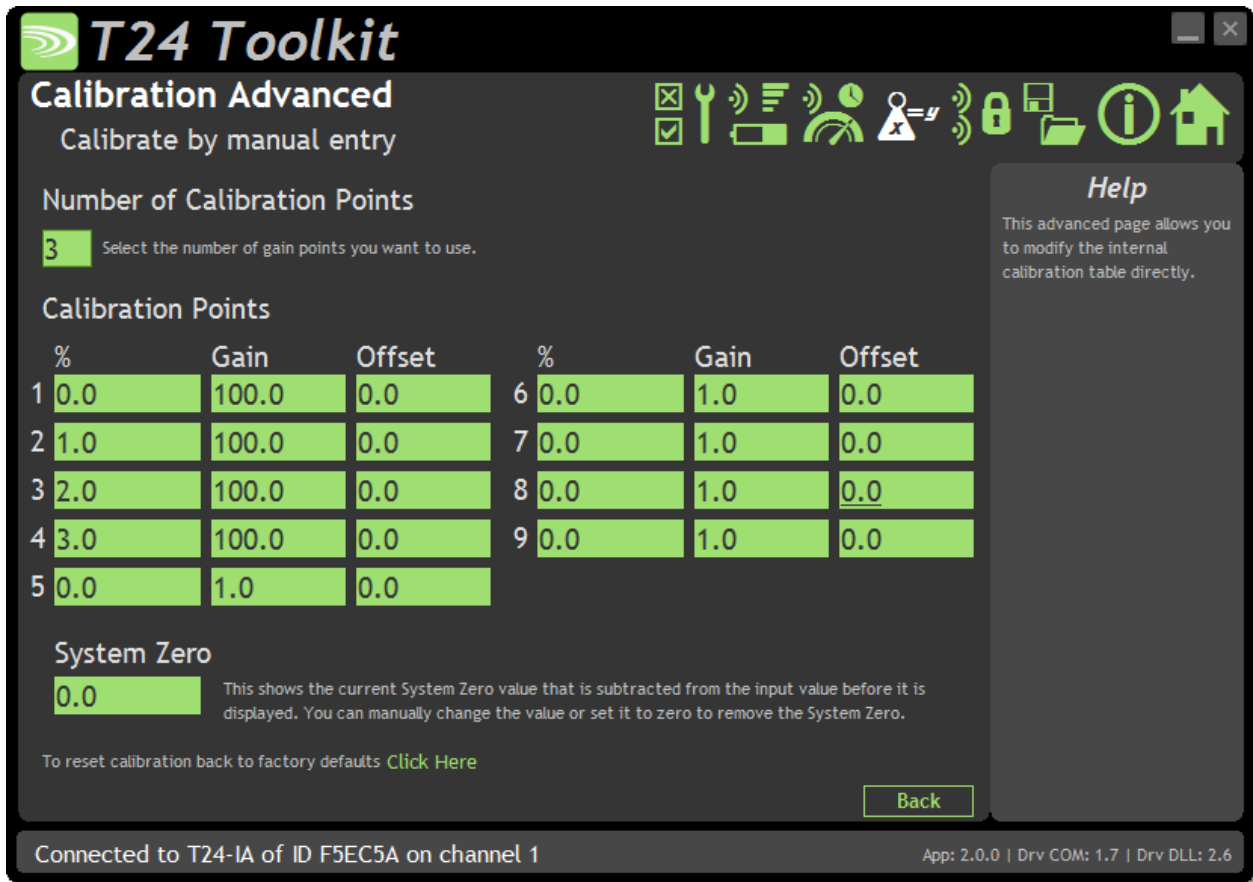 T24 Toolkit
Calibration Advanced
Calibrate by manual entry
x =y
Number of Calibration Points
3 Select the number of gain points you want to use.
Calibration Points
% Gain Offset % Gain Offset
1 0.0 100.0 0.0 6 0.0 1.0 0.0
2 1.0 100.0 0.0 7 0.0 1.0 0.0
3 2.0 100.0 0.0 8 0.0 1.0 0.0
4 3.0 100.0 0.0 9 0.0 1.0 0.0
5 0.0 1.0 0.0
System Zero
0.0 This shows the current System Zero value that is subtracted from the input value before it is
displayed. You can manually change the value or set it to zero to remove the System Zero.
To reset calibration back to factory defaults Click Here
Back
Help
This advanced page allows you
to modify the internal
calibration table directly.
Connected to T24-IA of ID F5EC5A on channel 1
App: 2.0.0 | Drv COM: 1.7 | Drv DLL: 2.6